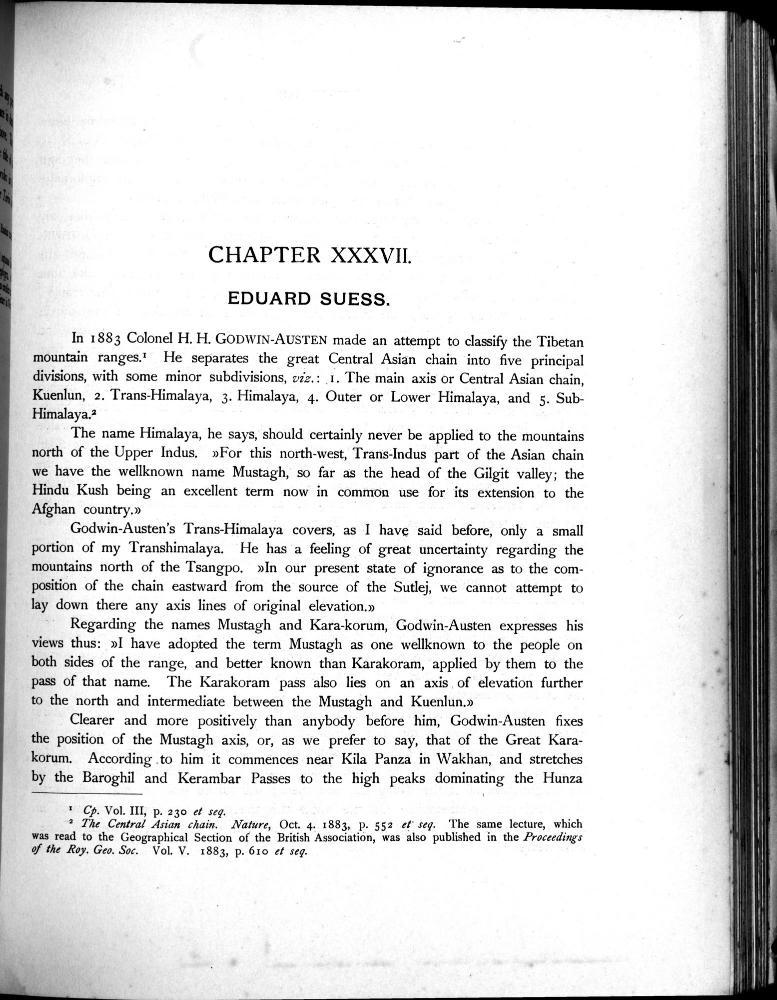 CHAPTER XXXVII.
EDUARD SUESS.
In 1883 Colonel H. H. GODWIN-AUSTEN made an attempt to classify the Tibetan
mountain ranges.¹ He separates the great Central Asian chain into five principal
divisions, with some minor subdivisions, viz.: 1. The main axis or Central Asian chain,
Kuenlun, 2. Trans-Himalaya, 3. Himalaya, 4. Outer or Lower Himalaya, and 5. Sub-
Himalaya.²
The name Himalaya, he says, should certainly never be applied to the mountains
north of the Upper Indus. »For this north-west, Trans-Indus part of the Asian chain
we have the wellknown name Mustagh, so far as the head of the Gilgit valley; the
Hindu Kush being an excellent term now in common use for its extension to the
Afghan country.»
Godwin-Austen's Trans-Himalaya covers, as I have said before, only a small
portion of my Transhimalaya. He has a feeling of great uncertainty regarding the
mountains north of the Tsangpo. »In our present state of ignorance as to the com-
position of the chain eastward from the source of the Sutlej, we cannot attempt to
lay down there any axis lines of original elevation.»
Regarding the names Mustagh and Kara-korum, Godwin-Austen expresses his
views thus: »I have adopted the term Mustagh as one wellknown to the people on
both sides of the range, and better known than Karakoram, applied by them to the
pass of that name. The Karakoram pass also lies on an axis of elevation further
to the north and intermediate between the Mustagh and Kuenlun.»
Clearer and more positively than anybody before him, Godwin-Austen fixes
the position of the Mustagh axis, or, as we prefer to say, that of the Great Kara-
korum. According to him it commences near Kila Panza in Wakhan, and stretches
by the Baroghil and Kerambar Passes to the high peaks dominating the Hunza
¹ Cp. Vol. III, p. 230 et seq.
² The Central Asian chain. Nature, Oct. 4. 1883, p. 552 et seq. The same lecture, which
was read to the Geographical Section of the British Association, was also published in the Proceedings
of the Roy. Geo. Soc. Vol. V. 1883, p. 610 et seq.